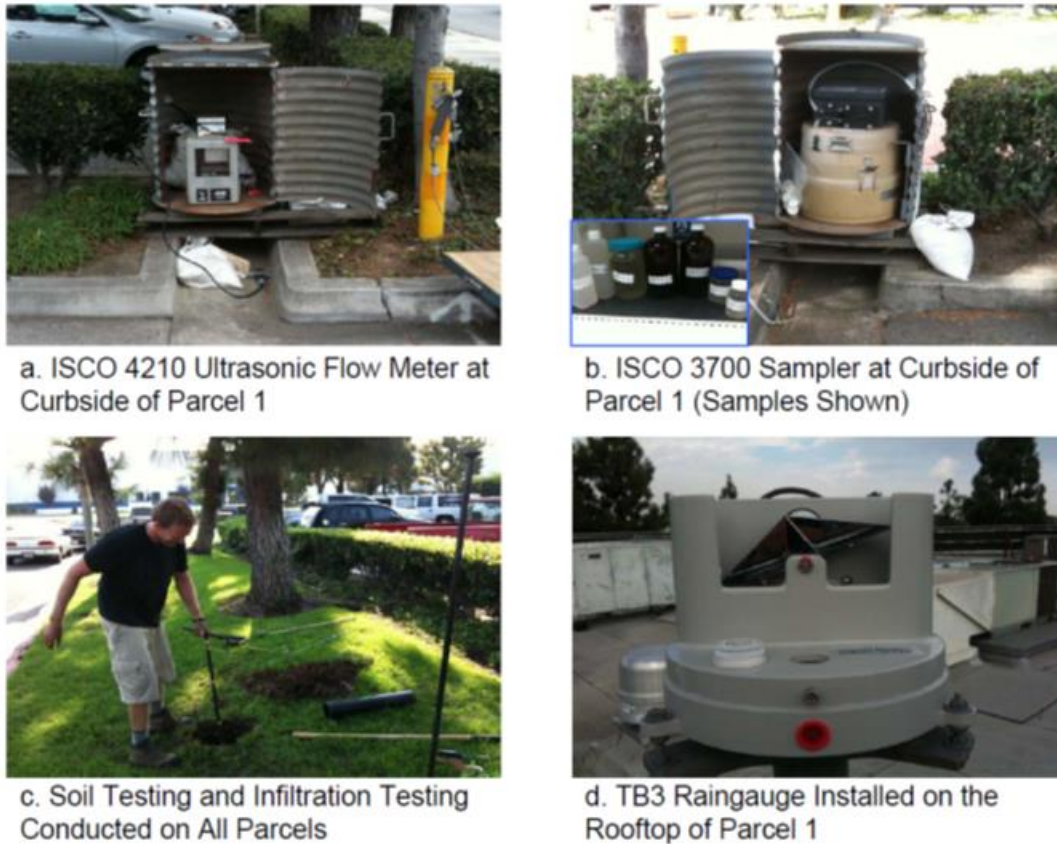 a. ISCO 4210 Ultrasonic Flow Meter at
Curbside of Parcel 1
b. ISCO 3700 Sampler at Curbside of
Parcel 1 (Samples Shown)
c. Soil Testing and Infiltration Testing
Conducted on All Parcels
d. TB3 Raingauge Installed on the
Rooftop of Parcel 1